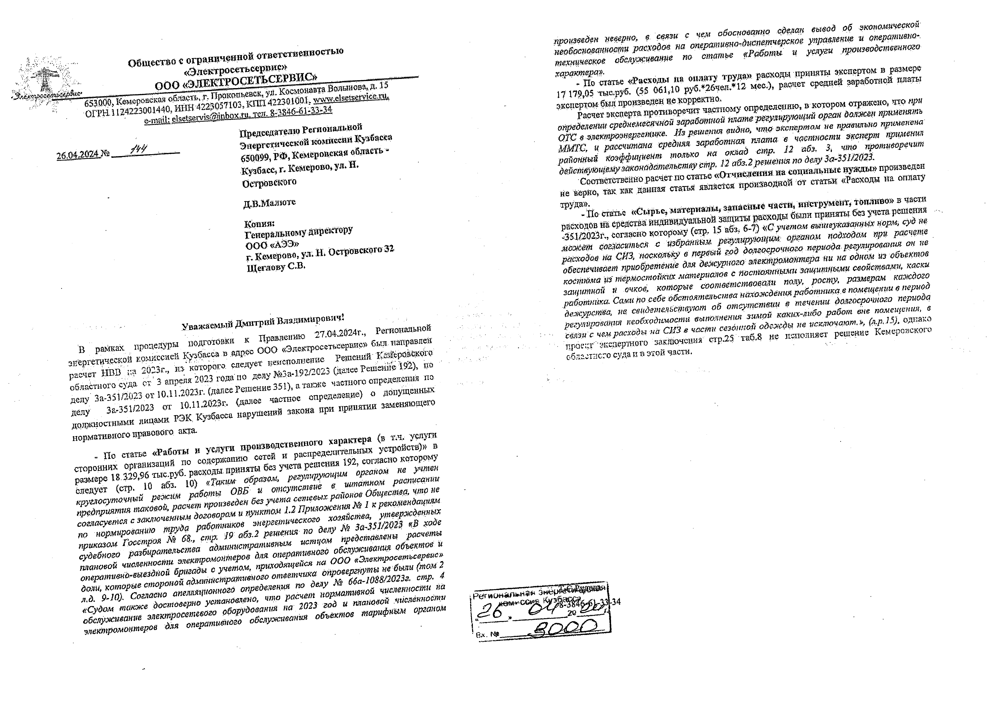 Общество с ограниченной ответственностью
«Электросетьсервис»
ООО «ЭЛЕКТРОСЕТЬСЕРВИС»
«Электросетьсервис»
653000, Кемеровская область, г. Прокопьевск, ул. Космонавта Волынова, д. 15
ОГРН 1124223001440, ИНН 4223057103, КПП 422301001, www.elsetservice.ru,
e-mail: elsetservis@inbox.ru, тел. 8-3846-61-33-34
26.04.2024 № 144
Председателю Региональной
Энергетической комиссии Кузбасса
650099, РФ, Кемеровская область -
Кузбасс, г. Кемерово, ул. Н.
Островского
Д.В.Малюте
Копия:
Генеральному директору
ООО «АЭЭ»
г. Кемерово, ул. Н. Островского 32
Щеглову С.В.
Уважаемый Дмитрий Владимирович!
В рамках процедуры подготовки к Правлению 27.04.2024г., Региональной
энергетической комиссией Кузбасса в адрес ООО «Электросетьсервис» был направлен
расчет НВВ на 2023г., из которого следует неисполнение Решений Кемеровского
областного суда от 3 апреля 2023 года по делу №3а-192/2023 (далее Решение 192), по
делу 3а-351/2023 от 10.11.2023г. (далее Решение 351), а также частного определения по
делу 3а-351/2023 от 10.11.2023г. (далее частное определение) о допущенных
должностными лицами РЭК Кузбасса нарушений закона при принятии заменяющего
нормативного правового акта.
- По статье «Работы и услуги производственного характера (в т.ч. услуги
сторонних организаций по содержанию сетей и распределительных устройств)» в
размере 18 329,96 тыс.руб. расходы приняты без учета решения 192, согласно которому
следует (стр. 10 абз. 10) «Таким образом, регулирующим органом не учтен
круглосуточный режим работы ОВБ и отсутствие в штатном расписании
предприятия таковой, расчет произведен без учета сетевых районов Общества, что не
согласуется с заключенным договором и пунктом 1.2 Приложения № 1 к рекомендациям
по нормированию труда работников энергетического хозяйства, утвержденных
приказом Госстроя № 68., стр. 19 абз.2 решения по делу № 3а-351/2023 «В ходе
судебного разбирательства административным истцом представлены расчеты
плановой численности электромонтеров для оперативного обслуживания объектов и
оперативно-выездной бригады с учетом, приходящейся на ООО «Электросетьсервис»
доли, которые стороной административного ответчика опровергнуты не были (том 2
л.д. 9-10). Согласно апелляционного определения по делу № 66а-1088/2023г. стр. 4
«Судом также достоверно установлено, что расчет нормативной численности на
обслуживание электросетевого оборудования на 2023 год и плановой численности
электромонтеров для оперативного обслуживания объектов тарифным органом
произведен неверно, в связи с чем обоснованно сделан вывод об экономической
необоснованности расходов на оперативно-диспетчерское управление и оперативно-
техническое обслуживание по статье «Работы и услуги производственного
характера».
- По статье «Расходы на оплату труда» расходы приняты экспертом в размере
17 179,05 тыс.руб. (55 061,10 руб.*26чел.*12 мес.), расчет средней заработной платы
экспертом был произведен не корректно.
Расчет эксперта противоречит частному определению, в котором отражено, что при
определении среднемесячной заработной плате регулирующий орган должен применять
ОТС в электроэнергетике. Из решения видно, что экспертом не правильно применена
ММТС, и рассчитана средняя заработная плата в частности эксперт применил
районный коэффициент только на оклад стр. 12 абз. 3, что противоречит
действующему законодательству стр. 12 абз.2 решения по делу 3а-351/2023.
Соответственно расчет по статье «Отчисления на социальные нужды» произведен
не верно, так как данная статья является производной от статьи «Расходы на оплату
труда».
- По статье «Сырье, материалы, запасные части, инструмент, топливо» в части
расходов на средства индивидуальной защиты расходы были приняты без учета решения
-351/2023г., согласно которому (стр. 15 абз. 6-7) «С учетом вышеуказанных норм, суд не
может согласиться с избранным регулирующим органом подходом при расчете
расходов на СИЗ, поскольку в первый год долгосрочного периода регулирования он не
обеспечивает приобретение для дежурного электромонтера ни на одном из объектов
костюма из термостойких материалов с постоянными защитными свойствами, каски
защитной и очков, которые соответствовали полу, росту, размерам каждого
работника. Сами по себе обстоятельства нахождения работника в помещении в период
дежурства, не свидетельствуют об отсутствии в течении долгосрочного периода
регулирования необходимости выполнения зимой каких-либо работ вне помещения, в
связи с чем расходы на СИЗ в части сезонной одежды не исключают.», (л.р.15), однако
проект экспертного заключения стр.25 таб.8 не исполняет решение Кемеровского
областного суда и в этой части.
Региональная энергетическая
комиссия Кузбасса
8-3846-61-33-34
«26» 04 20 24
Вх. № 3000